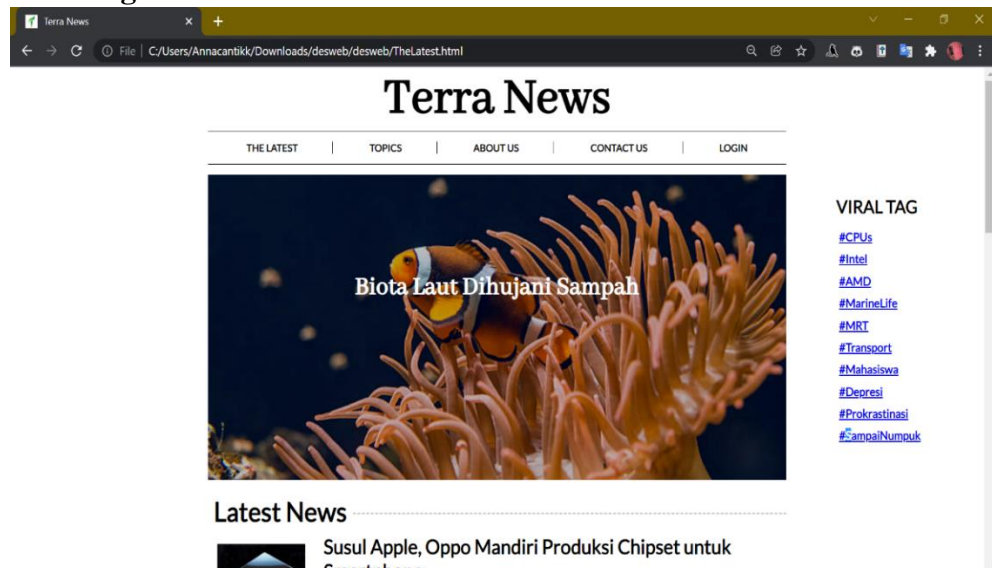 Terra News
File | C:/Users/Annacantikk/Downloads/desweb/desweb/TheLatest.html
Terra News
THE LATEST | TOPICS | ABOUT US | CONTACT US | LOGIN
Biota Laut Dihujani Sampah
VIRAL TAG
#CPUs
#Intel
#AMD
#MarineLife
#MRT
#Transport
#Mahasiswa
#Depresi
#Prokrastinasi
#SampaiNumpuk
Latest News
Susul Apple, Oppo Mandiri Produksi Chipset untuk